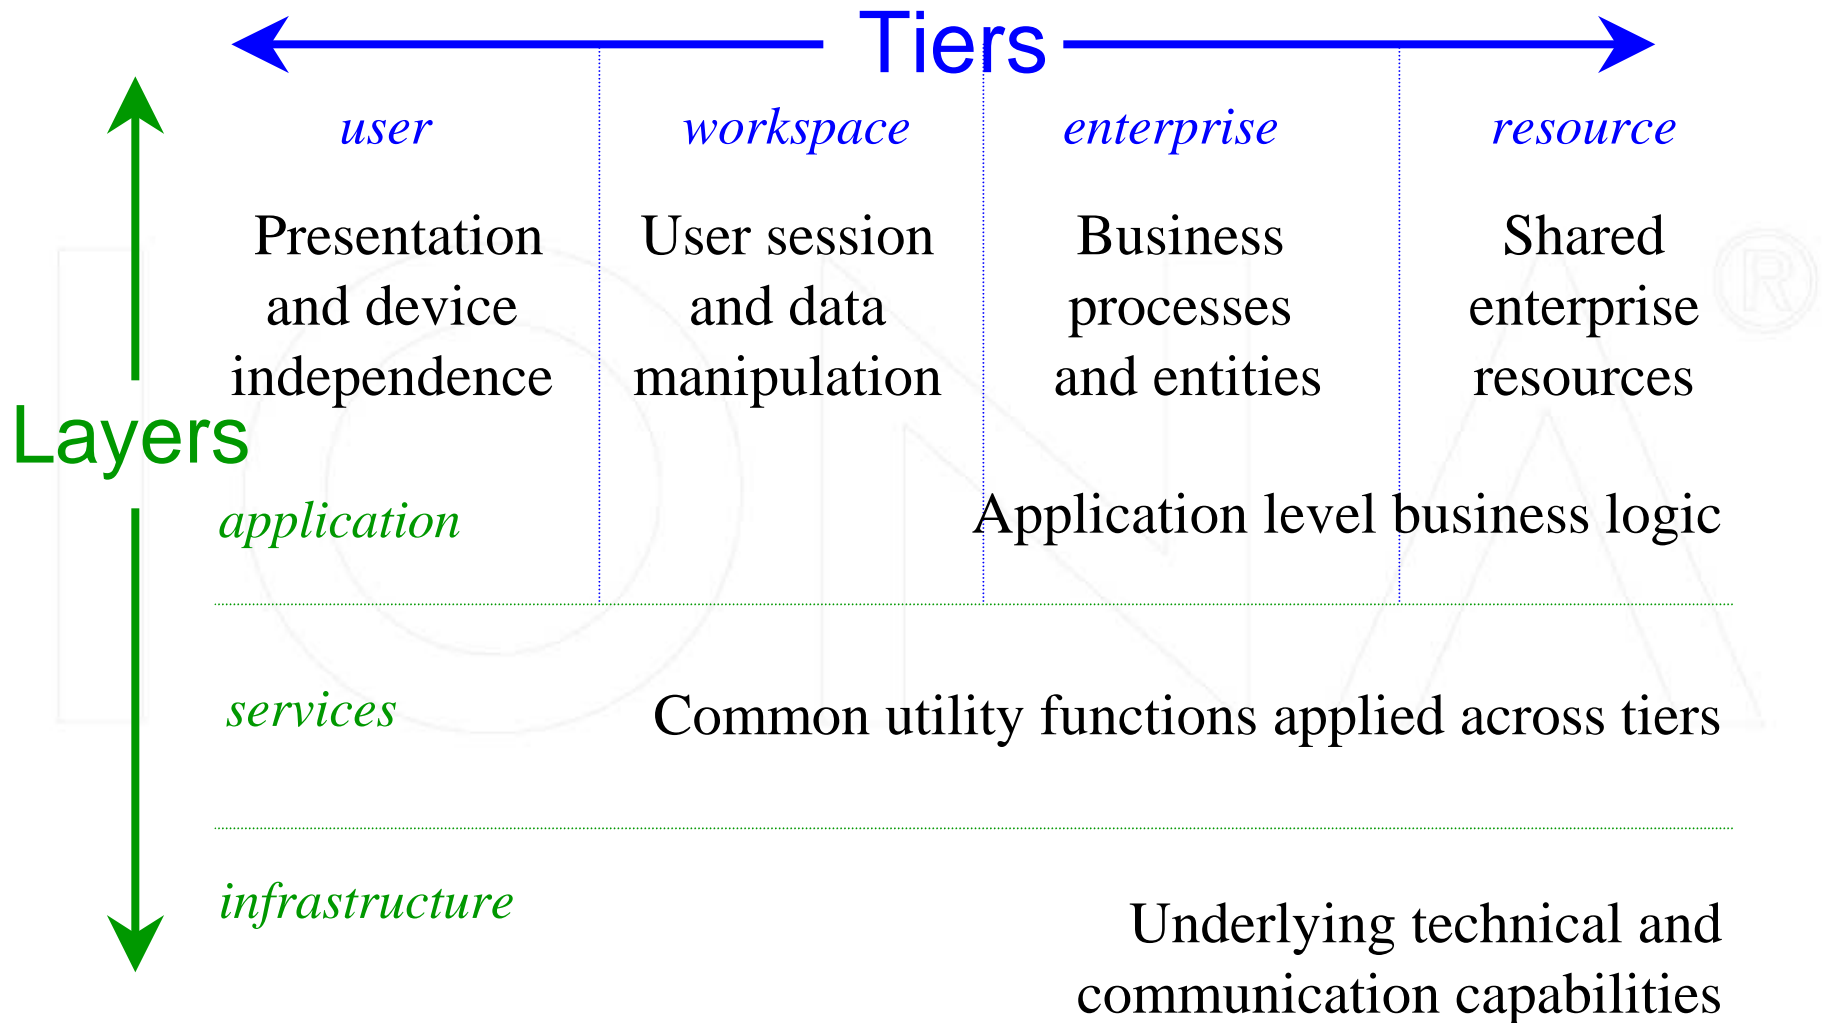 Tiers
user workspace enterprise resource
Presentation
and device
independence
User session
and data
manipulation
Business
processes
and entities
Shared
enterprise
resources
Layers
application
Application level business logic
services
Common utility functions applied across tiers
infrastructure
Underlying technical and
communication capabilities
IONA®